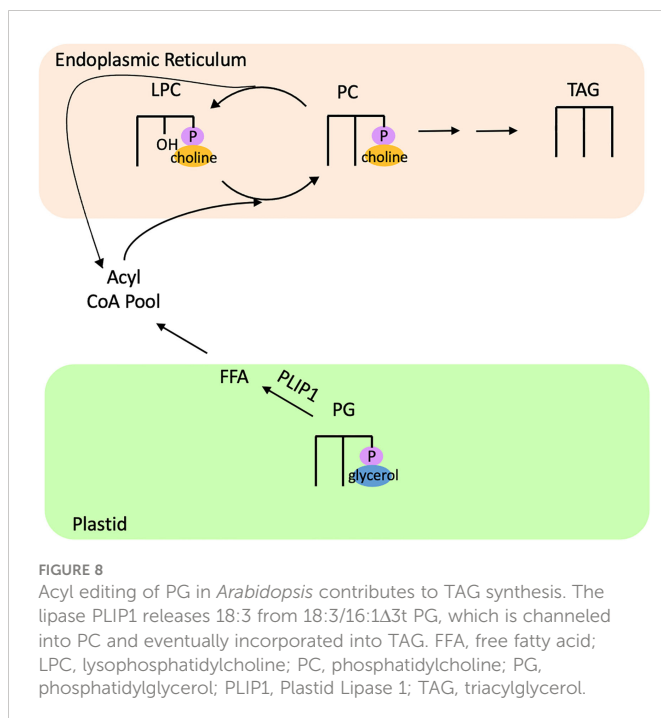 Endoplasmic Reticulum
LPC
PC
TAG
OH
P
choline
P
choline
Acyl
CoA Pool
FFA
PLIP1
PG
P
glycerol
Plastid
FIGURE 8
Acyl editing of PG in Arabidopsis contributes to TAG synthesis. The
lipase PLIP1 releases 18:3 from 18:3/16:1Δ3t PG, which is channeled
into PC and eventually incorporated into TAG. FFA, free fatty acid;
LPC, lysophosphatidylcholine; PC, phosphatidylcholine; PG,
phosphatidylglycerol; PLIP1, Plastid Lipase 1; TAG, triacylglycerol.